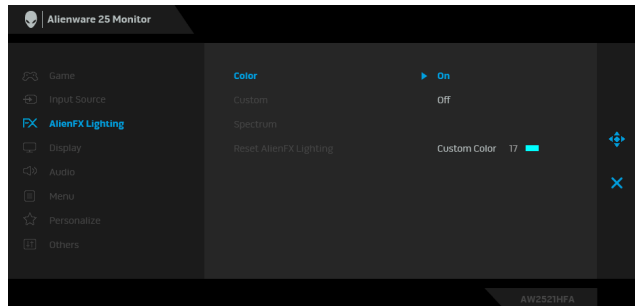 Alienware 25 Monitor
Game
Color
On
Input Source
Custom
Off
FX AlienFX Lighting
Spectrum
Display
Reset AlienFX Lighting
Custom Color 17
Audio
Menu
Personalize
Others
AW2521HFA